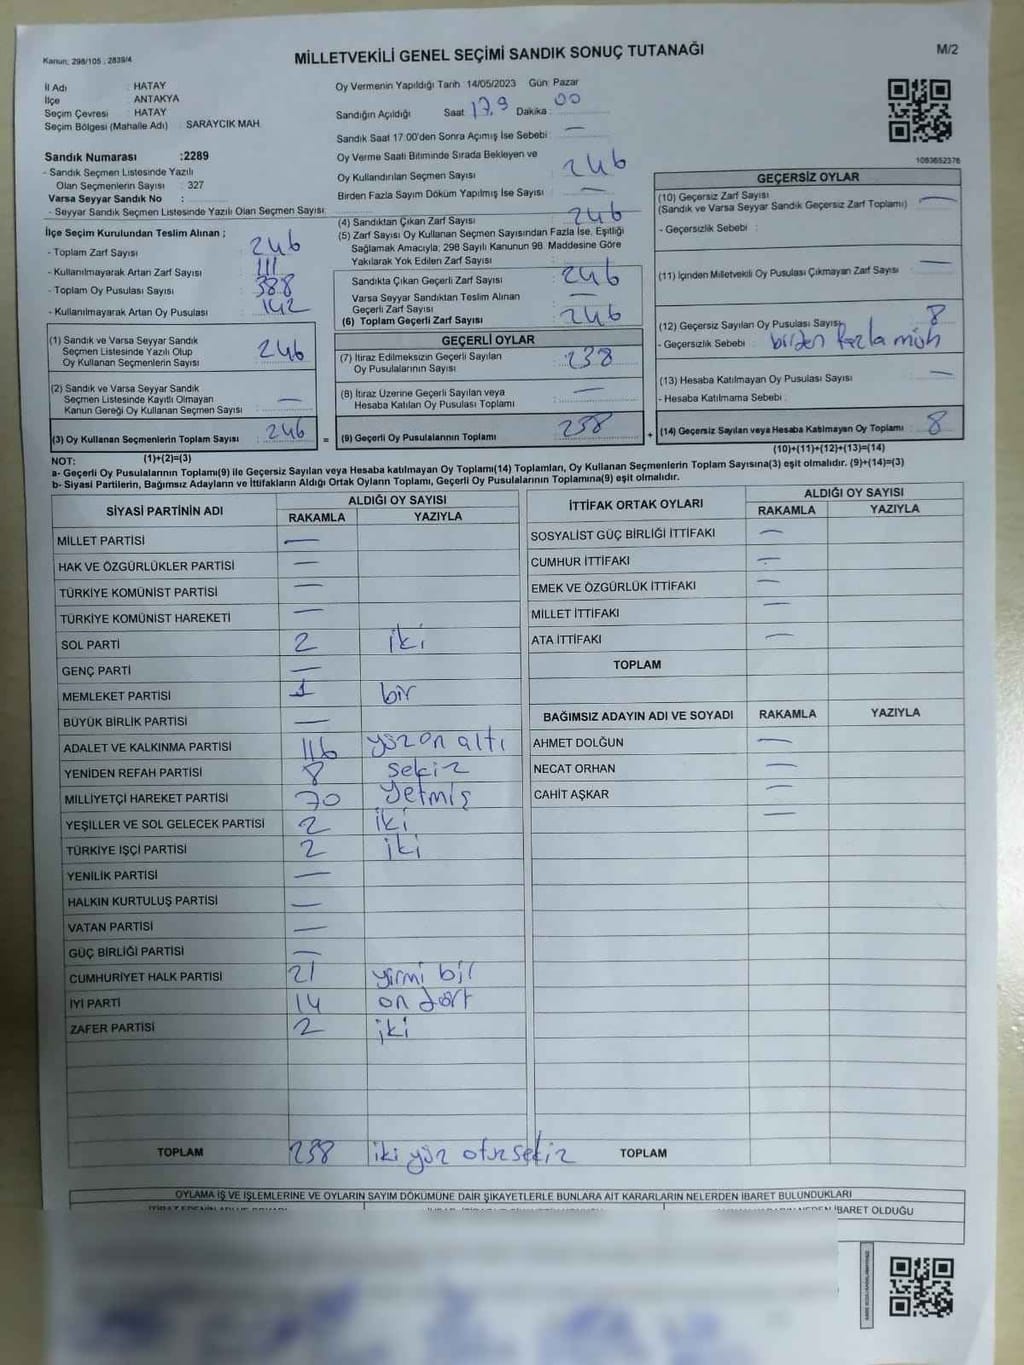 Kanun: 298/105 , 2839/4
MİLLETVEKİLİ GENEL SEÇİMİ SANDIK SONUÇ TUTANAĞI
M/2
İl Adı : HATAY
İlçe ANTAKYA
Seçim Çevresi : HATAY
Seçim Bölgesi (Mahalle Adı) : SARAYCIK MAH.
Sandık Numarası :2289
- Sandık Seçmen Listesinde Yazılı
Olan Seçmenlerin Sayısı : 327
Varsa Seyyar Sandık No :
- Seyyar Sandık Seçmen Listesinde Yazılı Olan Seçmen Sayısı:
İlçe Seçim Kurulundan Teslim Alınan ;
- Toplam Zarf Sayısı : 246
- Kullanılmayarak Artan Zarf Sayısı : 111
- Toplam Oy Pusulası Sayısı : 388
- Kullanılmayarak Artan Oy Pusulası : 142
(1) Sandık ve Varsa Seyyar Sandık
Seçmen Listesinde Yazılı Olup
Oy Kullanan Seçmenlerin Sayısı : 246
(2) Sandık ve Varsa Seyyar Sandık
Seçmen Listesinde Kayıtlı Olmayan
Kanun Gereği Oy Kullanan Seçmen Sayısı : —
(3) Oy Kullanan Seçmenlerin Toplam Sayısı : 246 =
(1)+(2)=(3)
Oy Vermenin Yapıldığı Tarih :14/05/2023 Gün: Pazar
Sandığın Açıldığı Saat Dakika : 00
Sandık Saat 17.00'den Sonra Açımış İse Sebebi : —
Oy Verme Saati Bitiminde Sırada Bekleyen ve
Oy Kullandırılan Seçmen Sayısı : 246
Birden Fazla Sayım Döküm Yapılmış İse Sayısı : —
(4) Sandıktan Çıkan Zarf Sayısı : 246
(5) Zarf Sayısı Oy Kullanan Seçmen Sayısından Fazla İse, Eşitliği
Sağlamak Amacıyla; 298 Sayılı Kanunun 98. Maddesine Göre
Yakılarak Yok Edilen Zarf Sayısı :
Sandıkta Çıkan Geçerli Zarf Sayısı : 246
Varsa Seyyar Sandıktan Teslim Alınan
Geçerli Zarf Sayısı : —
(6) Toplam Geçerli Zarf Sayısı : 246
GEÇERLİ OYLAR
(7) İtiraz Edilmeksizin Geçerli Sayılan
Oy Pusulalarının Sayısı : 238
(8) İtiraz Üzerine Geçerli Sayılan veya
Hesaba Katılan Oy Pusulası Toplamı : —
(9) Geçerli Oy Pusulalarının Toplamı : 238 +
1083652376
GEÇERSİZ OYLAR
(10) Geçersiz Zarf Sayısı
(Sandık ve Varsa Seyyar Sandık Geçersiz Zarf Toplamı) : —
- Geçersizlik Sebebi :
(11) İçinden Milletvekili Oy Pusulası Çıkmayan Zarf Sayısı : —
(12) Geçersiz Sayılan Oy Pusulası Sayısı : 8
- Geçersizlik Sebebi : birden fazla müh
(13) Hesaba Katılmayan Oy Pusulası Sayısı : —
- Hesaba Katılmama Sebebi :
(14) Geçersiz Sayılan veya Hesaba Katılmayan Oy Toplamı : 8
(10)+(11)+(12)+(13)=(14)
NOT:
a- Geçerli Oy Pusulalarının Toplamı(9) ile Geçersiz Sayılan veya Hesaba katılmayan Oy Toplamı(14) Toplamları, Oy Kullanan Seçmenlerin Toplam Sayısına(3) eşit olmalıdır. (9)+(14)=(3)
b- Siyasi Partilerin, Bağımsız Adayların ve İttifakların Aldığı Ortak Oyların Toplamı, Geçerli Oy Pusulalarının Toplamına(9) eşit olmalıdır.
SİYASİ PARTİNİN ADI ALDIĞI OY SAYISI
RAKAMLA YAZIYLA
MİLLET PARTİSİ —
HAK VE ÖZGÜRLÜKLER PARTİSİ —
TÜRKİYE KOMÜNİST PARTİSİ —
TÜRKİYE KOMÜNİST HAREKETİ —
SOL PARTİ 2 iki
GENÇ PARTİ —
MEMLEKET PARTİSİ 1 bir
BÜYÜK BİRLİK PARTİSİ —
ADALET VE KALKINMA PARTİSİ 116 yüz on altı
YENİDEN REFAH PARTİSİ 8 sekiz
MİLLİYETÇİ HAREKET PARTİSİ 70 Yetmiş
YEŞİLLER VE SOL GELECEK PARTİSİ 2 iki
TÜRKİYE İŞÇİ PARTİSİ 2 iki
YENİLİK PARTİSİ —
HALKIN KURTULUŞ PARTİSİ —
VATAN PARTİSİ —
GÜÇ BİRLİĞİ PARTİSİ —
CUMHURİYET HALK PARTİSİ 21 yirmi bir
İYİ PARTİ 14 on dört
ZAFER PARTİSİ 2 iki
TOPLAM 238 iki yüz otuz sekiz
İTTİFAK ORTAK OYLARI ALDIĞI OY SAYISI
RAKAMLA YAZIYLA
SOSYALİST GÜÇ BİRLİĞİ İTTİFAKI —
CUMHUR İTTİFAKI —
EMEK VE ÖZGÜRLÜK İTTİFAKI —
MİLLET İTTİFAKI —
ATA İTTİFAKI —
TOPLAM
BAĞIMSIZ ADAYIN ADI VE SOYADI RAKAMLA YAZIYLA
AHMET DOLĞUN —
NECAT ORHAN —
CAHİT AŞKAR —
—
TOPLAM
OYLAMA İŞ VE İŞLEMLERİNE VE OYLARIN SAYIM DÖKÜMÜNE DAİR ŞİKAYETLERLE BUNLARA AİT KARARLARIN NELERDEN İBARET BULUNDUKLARI
İBARET OLDUĞU